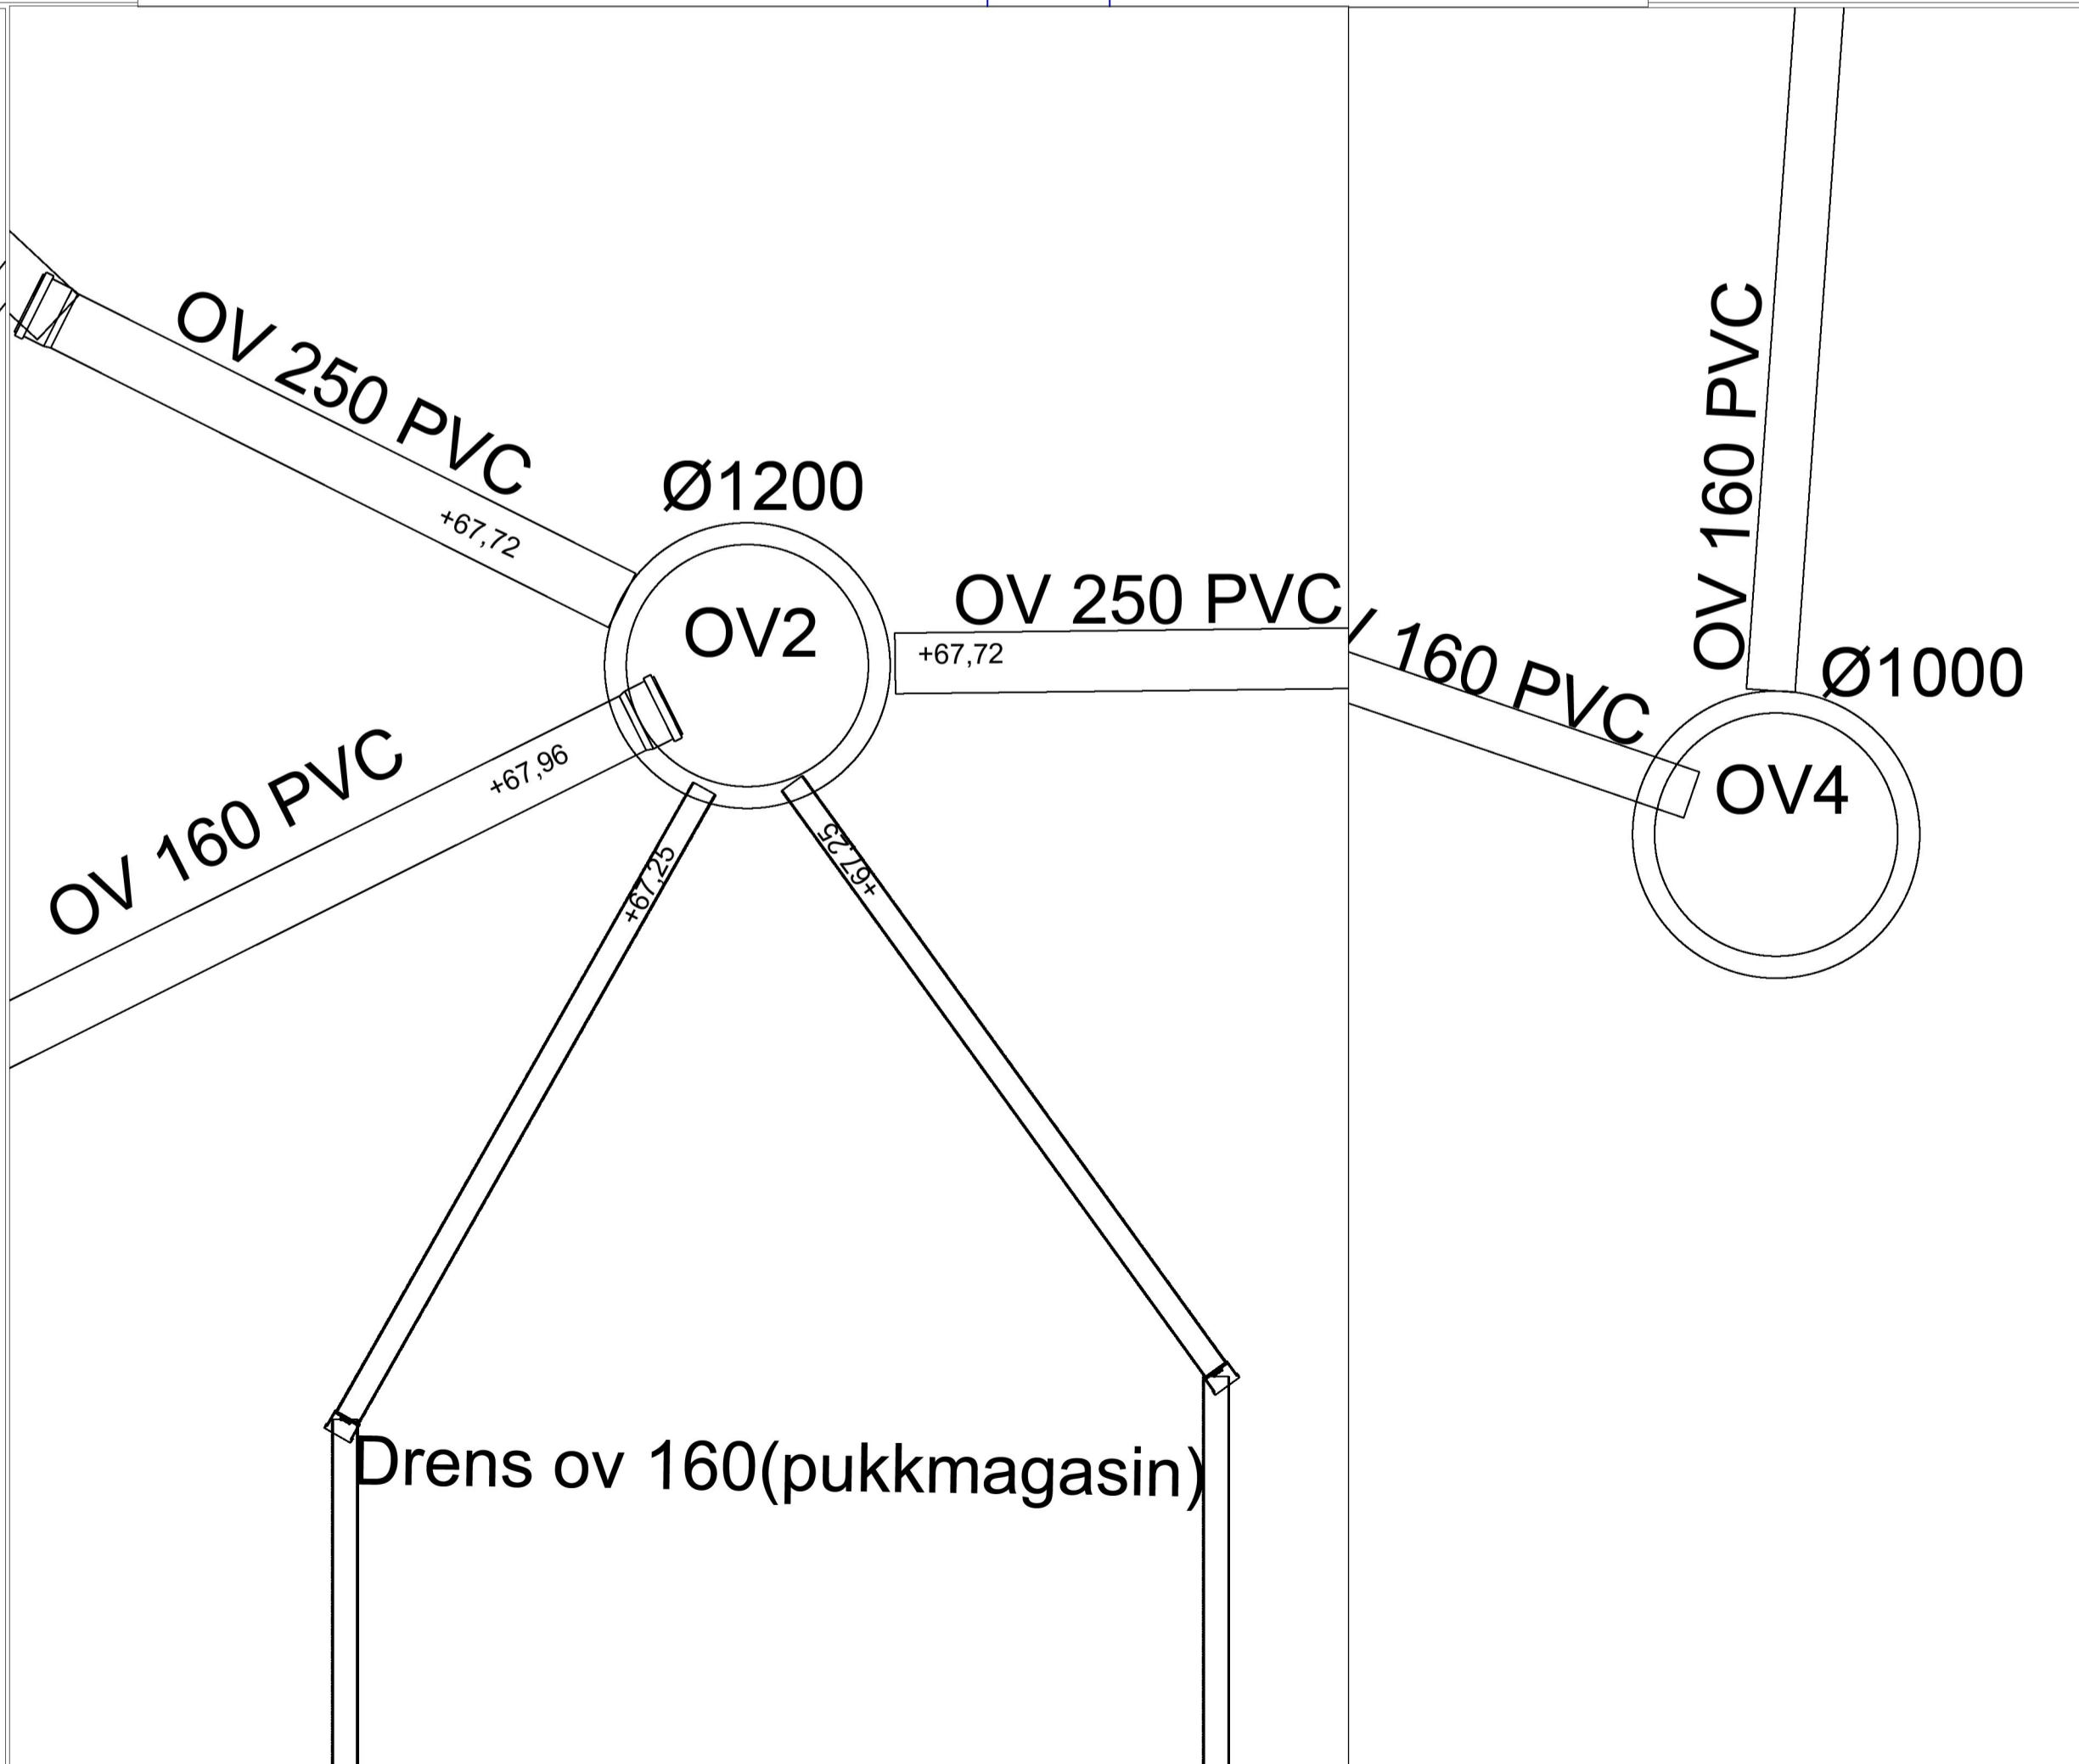 OV 250 PVC
+67,72
Ø1200
OV2
OV 250 PVC
+67,72
OV 160 PVC
+67,96
+67,25
+67,25
Drens ov 160(pukkmagasin)
160 PVC
OV 160 PVC
Ø1000
OV4